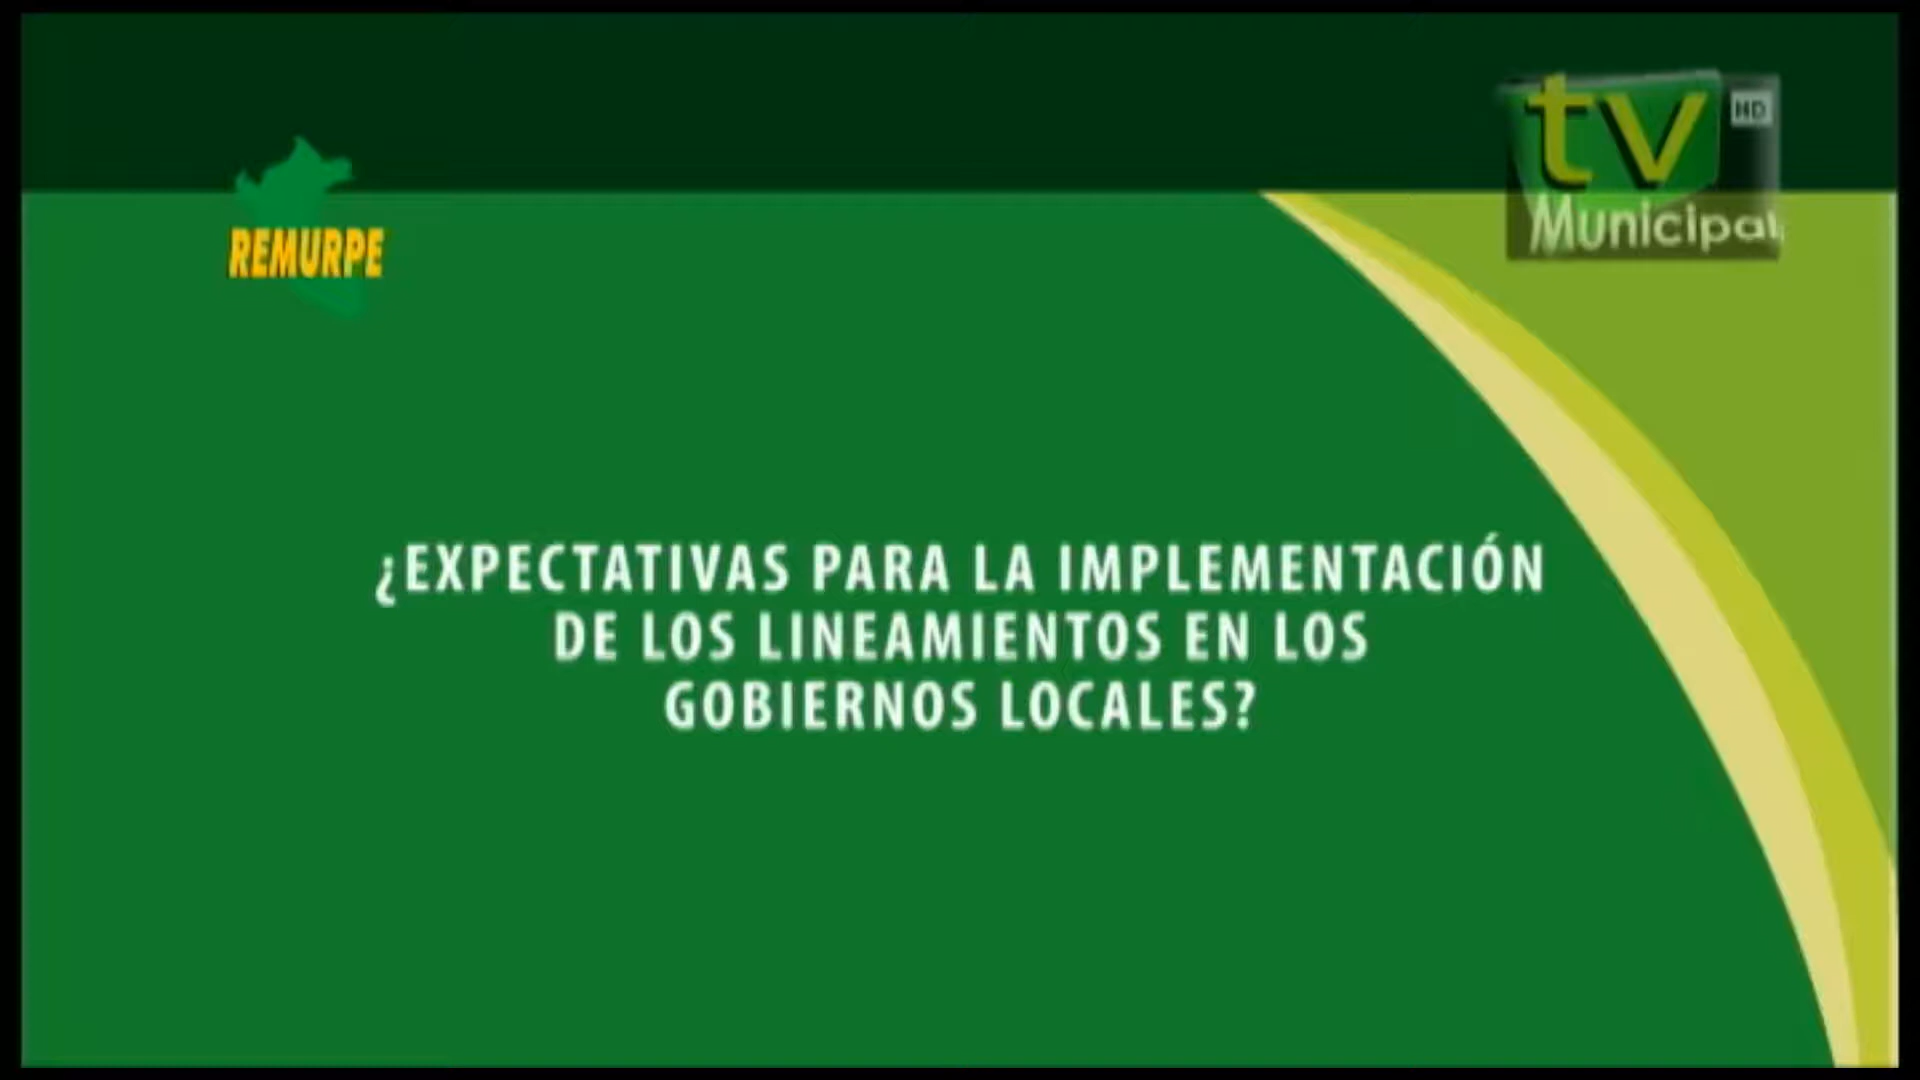 tv HD
Municipal
REMURPE
¿EXPECTATIVAS PARA LA IMPLEMENTACIÓN
DE LOS LINEAMIENTOS EN LOS
GOBIERNOS LOCALES?